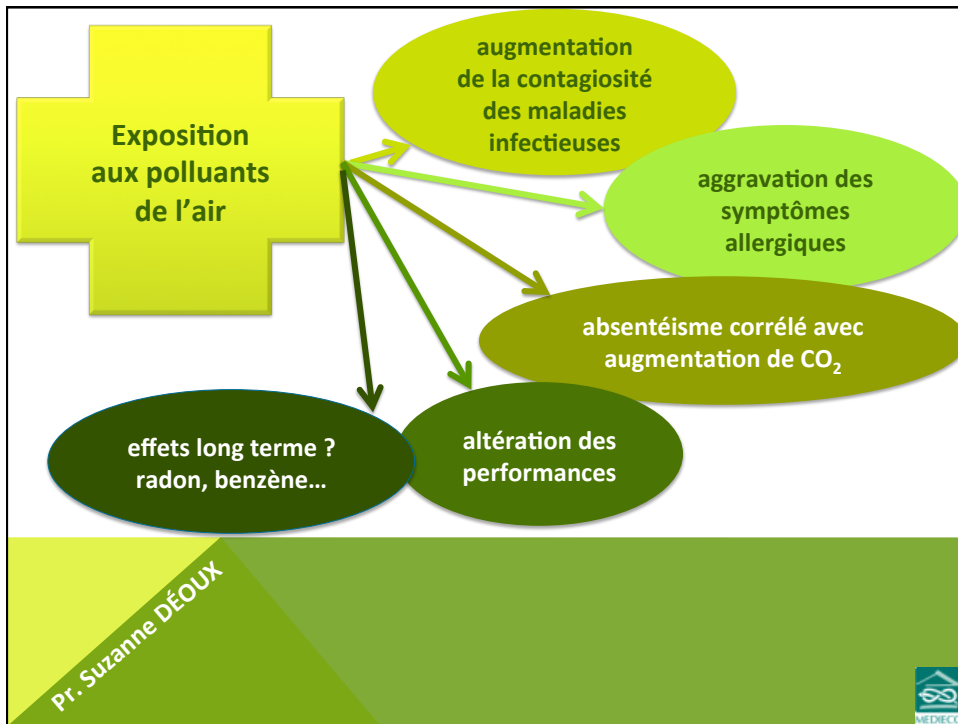 Exposition
aux polluants
de l’air
augmentation
de la contagiosité
des maladies
infectieuses
aggravation des
symptômes
allergiques
absentéisme corrélé avec
augmentation de CO₂
altération des
performances
effets long terme ?
radon, benzène…
Pr. Suzanne DÉOUX
MEDIECO